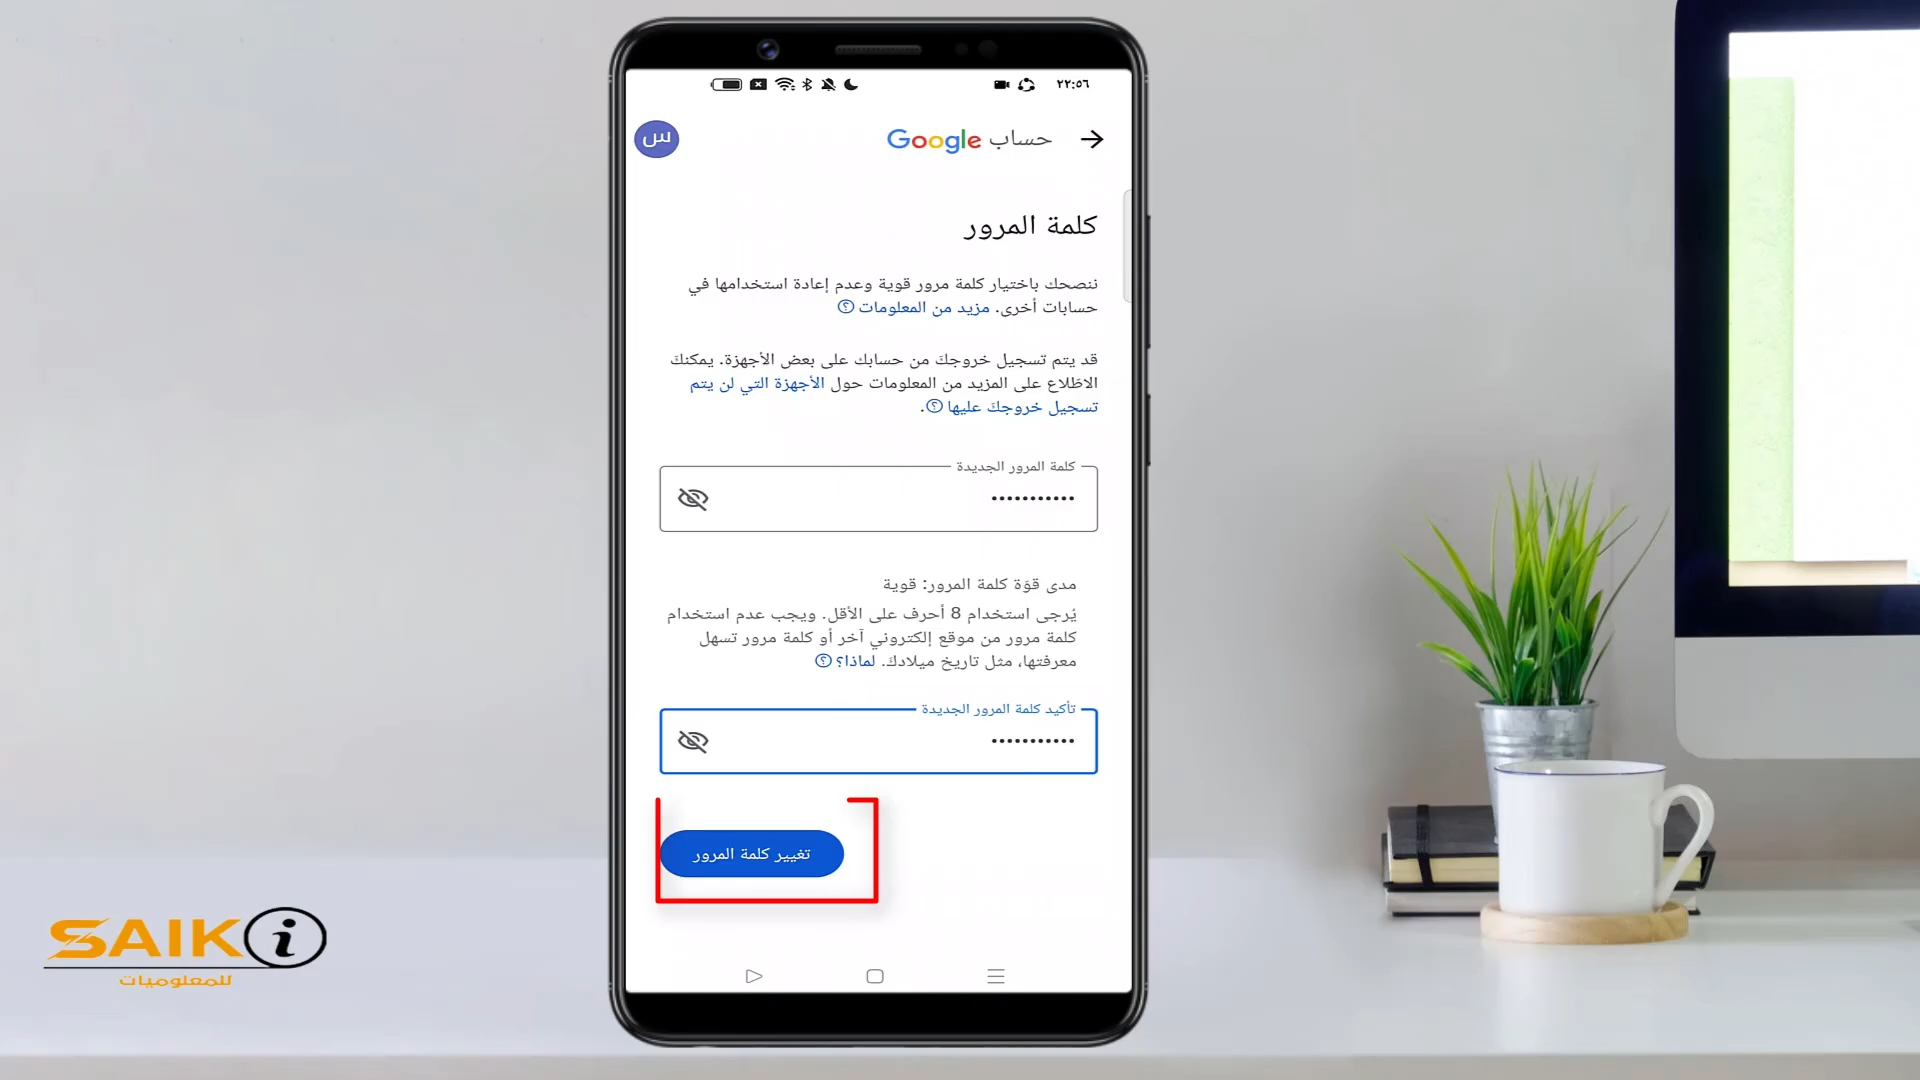 ٢٢:٥٦
حساب Google
س
كلمة المرور
ننصحك باختيار كلمة مرور قوية وعدم إعادة استخدامها في
حسابات أخرى. مزيد من المعلومات
قد يتم تسجيل خروجكَ من حسابك على بعض الأجهزة. يمكنكَ
الاطّلاع على المزيد من المعلومات حول الأجهزة التي لن يتم
تسجيل خروجكَ عليها.
كلمة المرور الجديدة
•••••••••••
مدى قوّة كلمة المرور: قوية
يُرجى استخدام 8 أحرف على الأقل. ويجب عدم استخدام
كلمة مرور من موقع إلكتروني آخر أو كلمة مرور تسهل
معرفتها، مثل تاريخ ميلادك. لماذا؟
تأكيد كلمة المرور الجديدة
•••••••••••
تغيير كلمة المرور
SAIKi
للمعلوميات